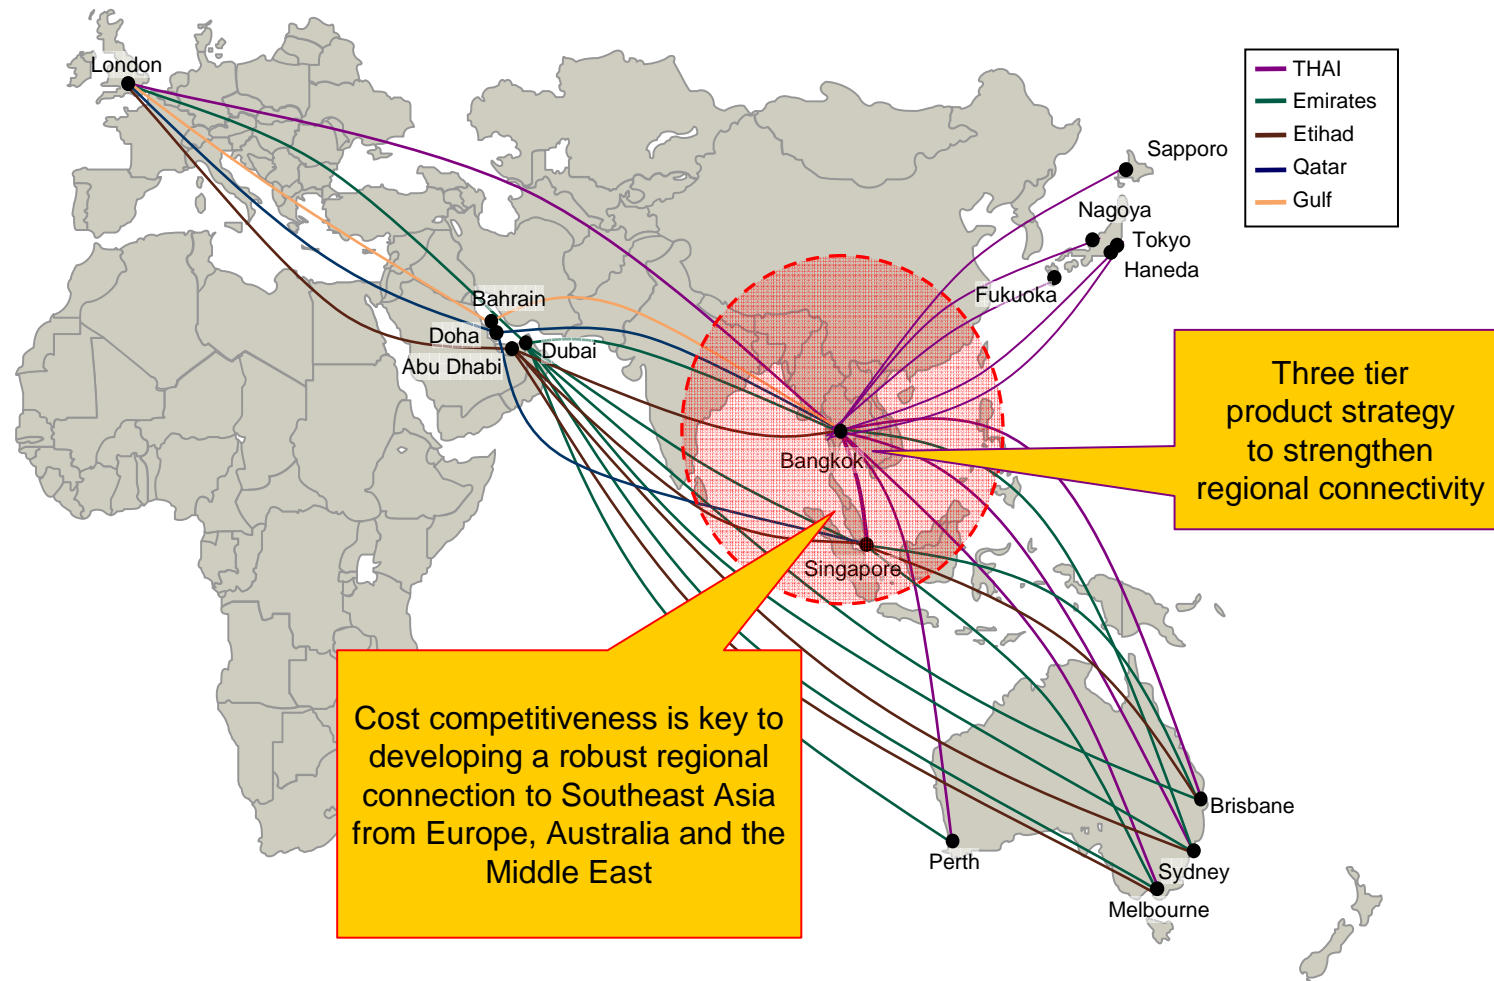 London
THAI
Emirates
Etihad
Qatar
Gulf
Sapporo
Nagoya
Tokyo
Haneda
Fukuoka
Bahrain
Doha
Dubai
Abu Dhabi
Three tier
product strategy
to strengthen
regional connectivity
Bangkok
Singapore
Cost competitiveness is key to
developing a robust regional
connection to Southeast Asia
from Europe, Australia and the
Middle East
Brisbane
Perth
Sydney
Melbourne